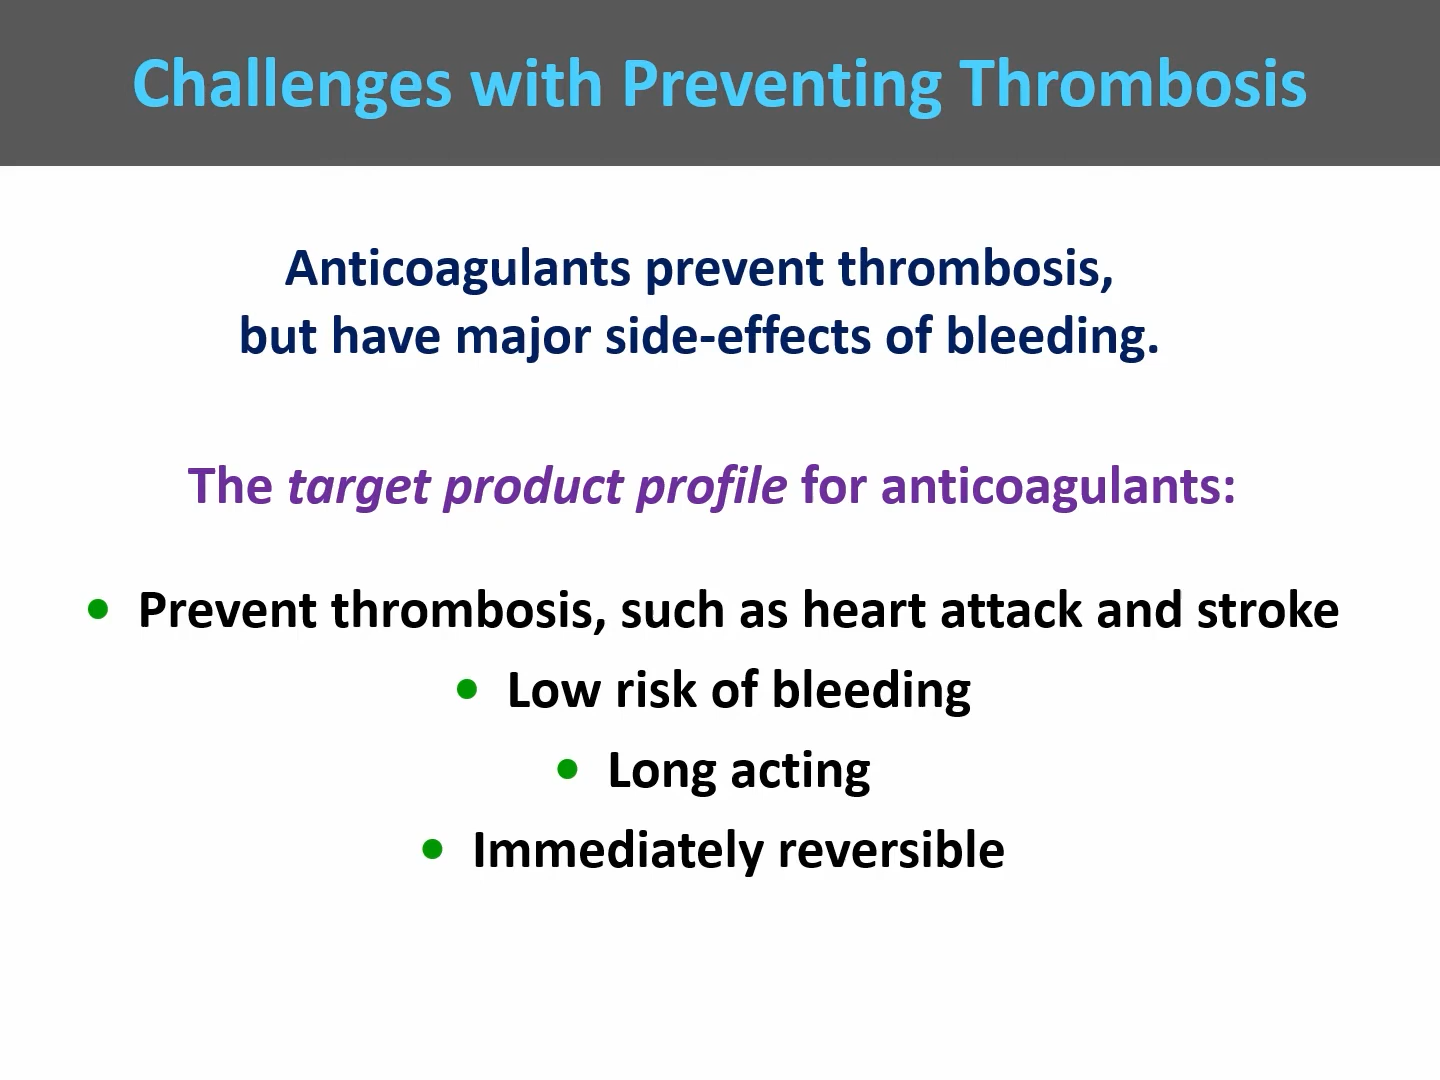 Challenges with Preventing Thrombosis
Anticoagulants prevent thrombosis,
but have major side-effects of bleeding.
The target product profile for anticoagulants:
• Prevent thrombosis, such as heart attack and stroke
• Low risk of bleeding
• Long acting
• Immediately reversible